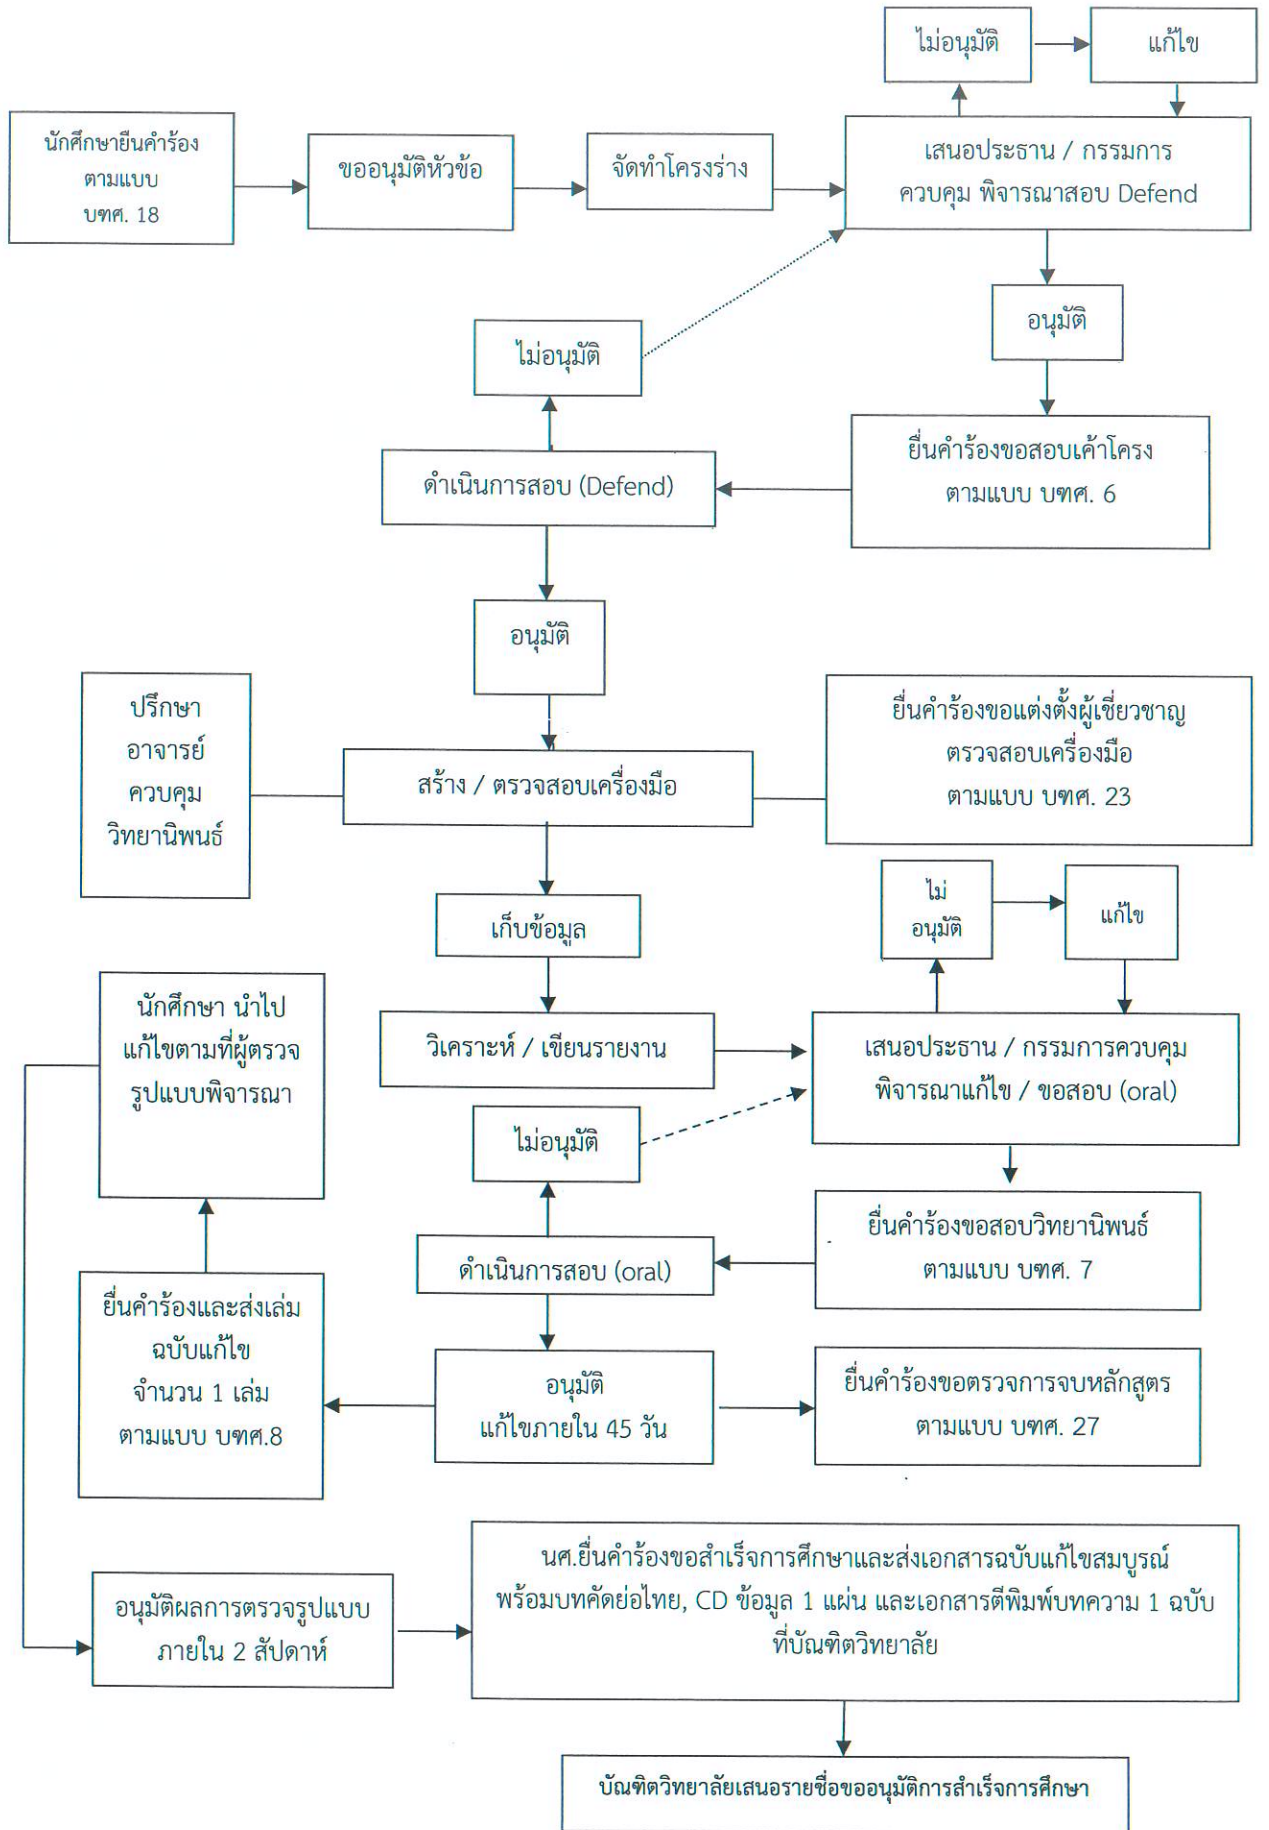 ไม่อนุมัติ
แก้ไข
นักศึกษายืนคำร้อง
ตามแบบ
บฑศ. 18
ขออนุมัติหัวข้อ
จัดทำโครงร่าง
เสนอประธาน / กรรมการ
ควบคุม พิจารณาสอบ Defend
อนุมัติ
ไม่อนุมัติ
ยื่นคำร้องขอสอบเค้าโครง
ตามแบบ บฑศ. 6
ดำเนินการสอบ (Defend)
อนุมัติ
ปรึกษา
อาจารย์
ควบคุม
วิทยานิพนธ์
สร้าง / ตรวจสอบเครื่องมือ
ยื่นคำร้องขอแต่งตั้งผู้เชี่ยวชาญ
ตรวจสอบเครื่องมือ
ตามแบบ บฑศ. 23
ไม่
อนุมัติ
แก้ไข
เก็บข้อมูล
นักศึกษา นำไป
แก้ไขตามที่ผู้ตรวจ
รูปแบบพิจารณา
วิเคราะห์ / เขียนรายงาน
เสนอประธาน / กรรมการควบคุม
พิจารณาแก้ไข / ขอสอบ (oral)
ไม่อนุมัติ
ยื่นคำร้องขอสอบวิทยานิพนธ์
ตามแบบ บฑศ. 7
ดำเนินการสอบ (oral)
ยื่นคำร้องและส่งเล่ม
ฉบับแก้ไข
จำนวน 1 เล่ม
ตามแบบ บฑศ.8
อนุมัติ
แก้ไขภายใน 45 วัน
ยื่นคำร้องขอตรวจการจบหลักสูตร
ตามแบบ บฑศ. 27
นศ.ยื่นคำร้องขอสำเร็จการศึกษาและส่งเอกสารฉบับแก้ไขสมบูรณ์
พร้อมบทคัดย่อไทย, CD ข้อมูล 1 แผ่น และเอกสารตีพิมพ์บทความ 1 ฉบับ
ที่บัณฑิตวิทยาลัย
อนุมัติผลการตรวจรูปแบบ
ภายใน 2 สัปดาห์
บัณฑิตวิทยาลัยเสนอรายชื่อขออนุมัติการสำเร็จการศึกษา